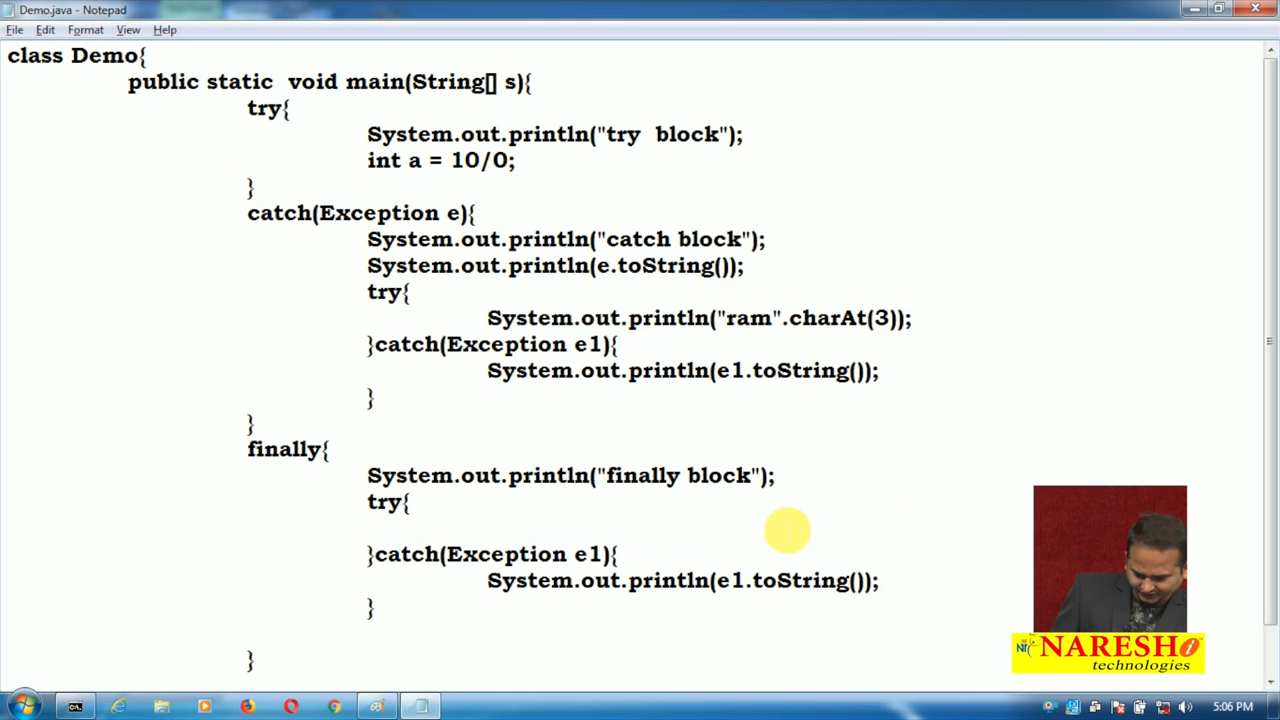 Demo.java - Notepad
File Edit Format View Help
class Demo{
public static  void main(String[] s){
try{
System.out.println("try  block");
int a = 10/0;
}
catch(Exception e){
System.out.println("catch block");
System.out.println(e.toString());
try{
System.out.println("ram".charAt(3));
}catch(Exception e1){
System.out.println(e1.toString());
}
}
finally{
System.out.println("finally block");
try{
}catch(Exception e1){
System.out.println(e1.toString());
}
}
NARESH i
technologies
5:06 PM